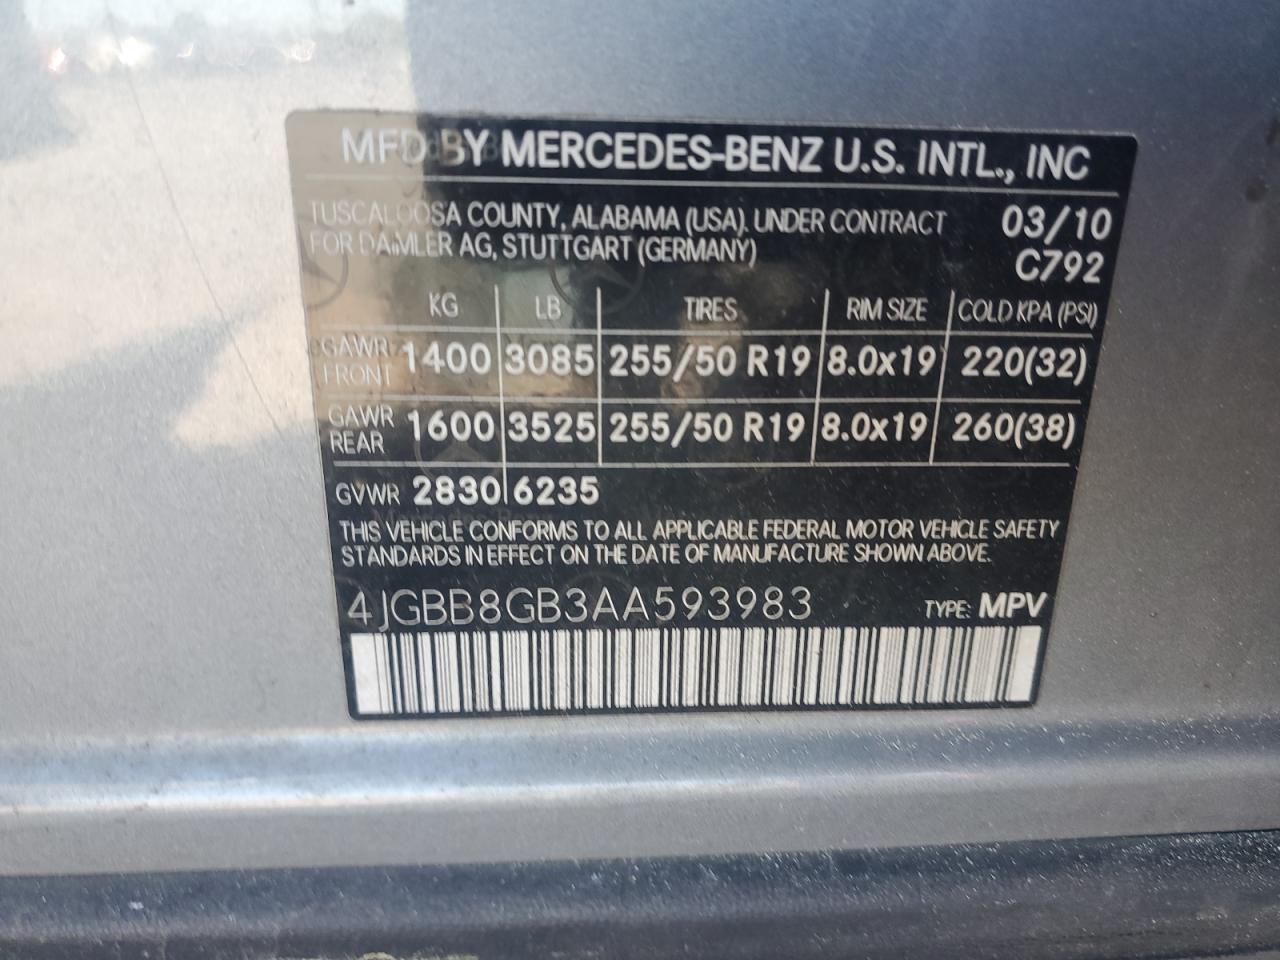 MFD BY MERCEDES-BENZ U.S. INTL., INC
TUSCALOOSA COUNTY, ALABAMA (USA). UNDER CONTRACT 03/10
FOR DAIMLER AG, STUTTGART (GERMANY) C792
KG LB TIRES RIM SIZE COLD KPA (PSI)
GAWR FRONT 1400 3085 255/50 R19 8.0x19 220(32)
GAWR REAR 1600 3525 255/50 R19 8.0x19 260(38)
GVWR 2830 6235
THIS VEHICLE CONFORMS TO ALL APPLICABLE FEDERAL MOTOR VEHICLE SAFETY
STANDARDS IN EFFECT ON THE DATE OF MANUFACTURE SHOWN ABOVE.
4JGBB8GB3AA593983 TYPE: MPV